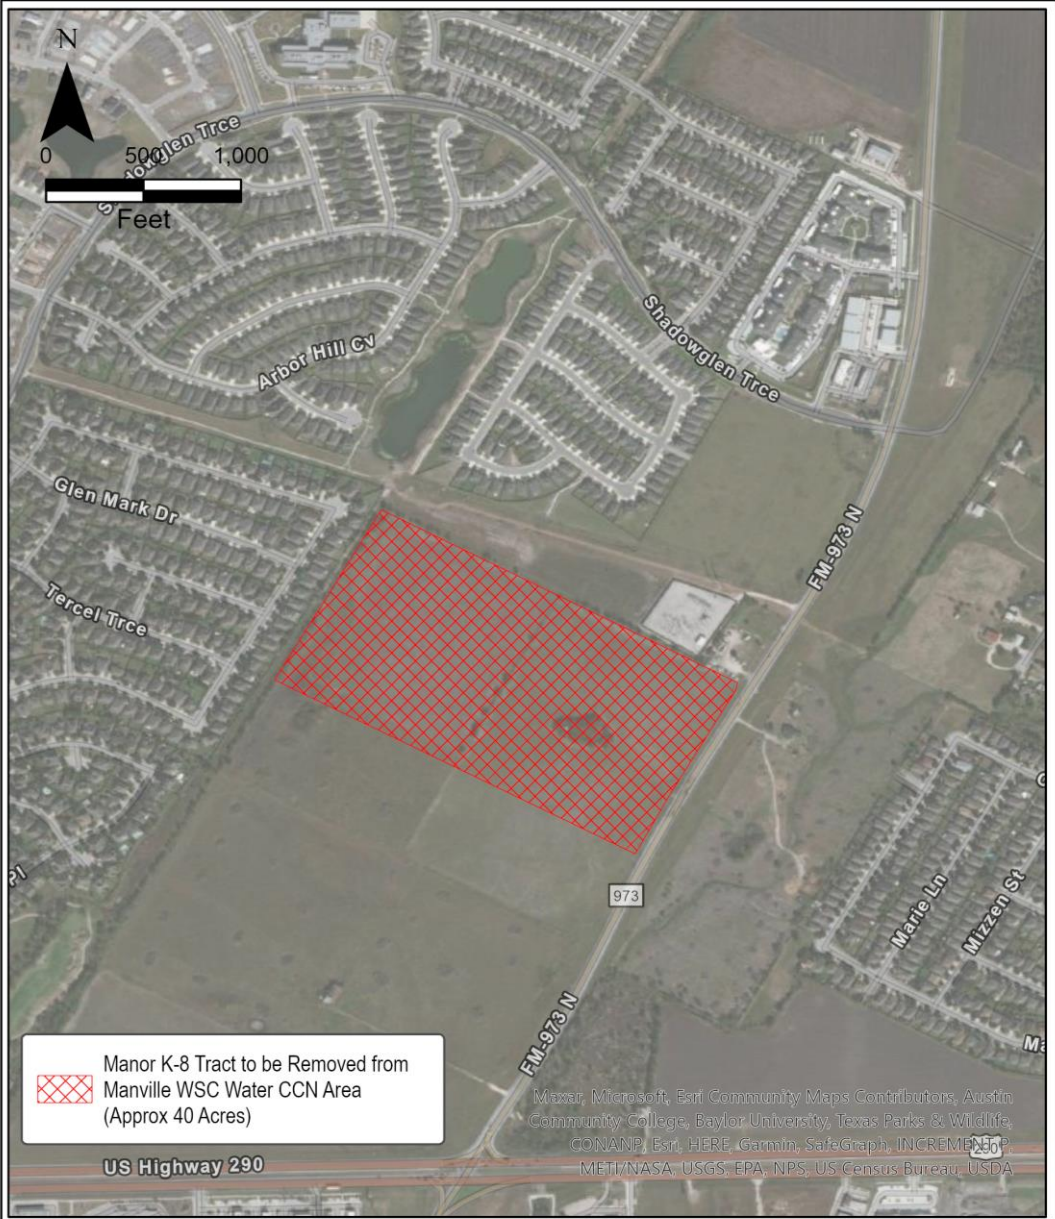 N
0 500 1,000
Feet
Shadowglen Trce
Arbor Hill Cv
Shadowglen Trce
Glen Mark Dr
Tercel Trce
FM-973 N
Pl
973
Marie Ln
Mizzen St
FM-973 N
Manor K-8 Tract to be Removed from
Manville WSC Water CCN Area
(Approx 40 Acres)
Maxar, Microsoft, Esri Community Maps Contributors, Austin
Community College, Baylor University, Texas Parks & Wildlife,
CONANP, Esri, HERE, Garmin, SafeGraph, INCREMENT P,
METI/NASA, USGS, EPA, NPS, US Census Bureau, USDA
290
US Highway 290